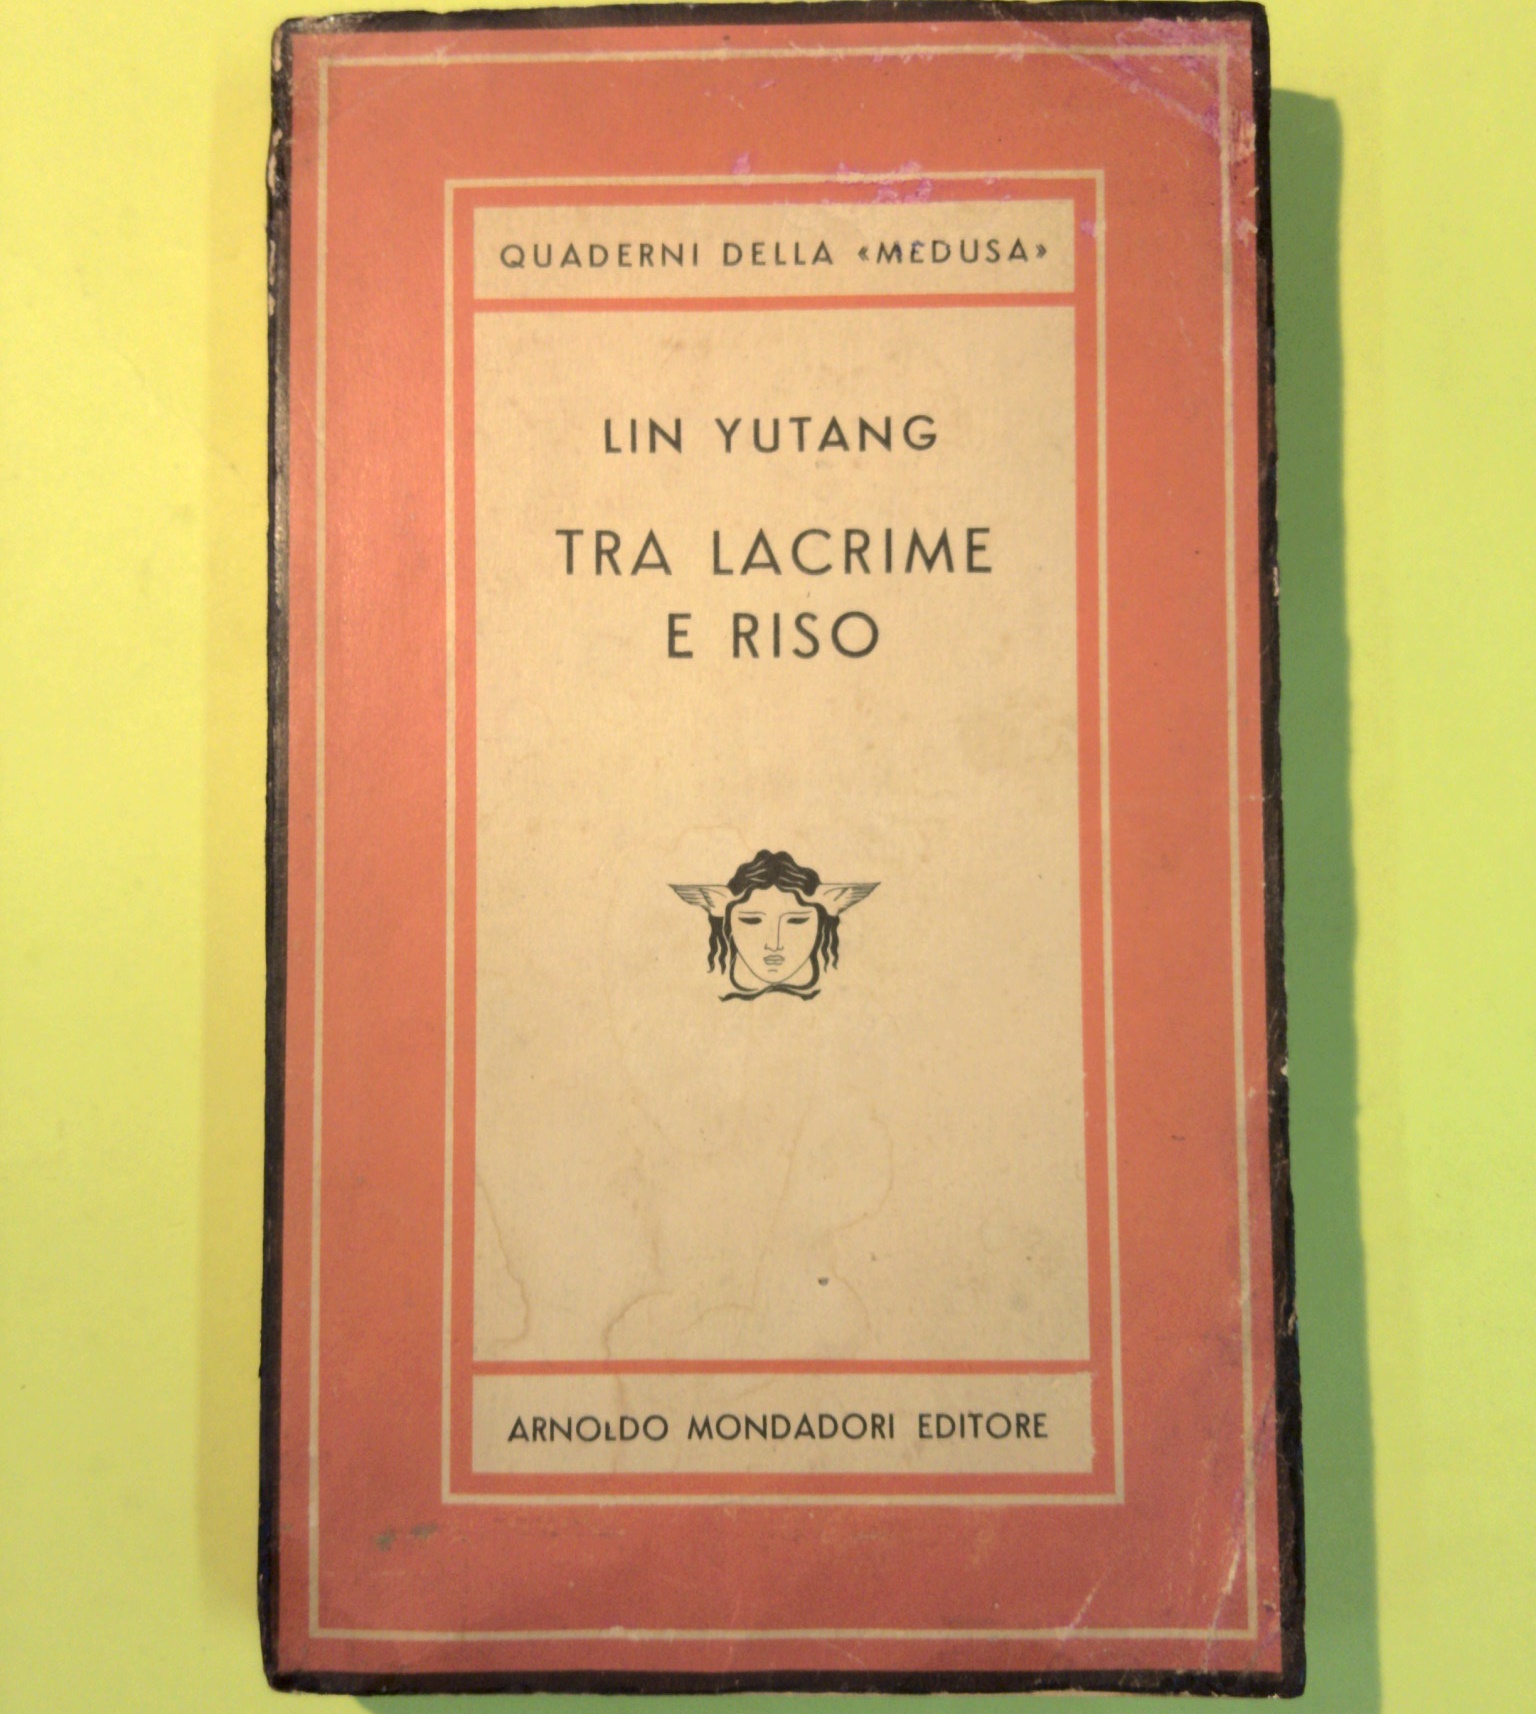 QUADERNI DELLA «MEDUSA»
LIN YUTANG
TRA LACRIME
E RISO
ARNOLDO MONDADORI EDITORE